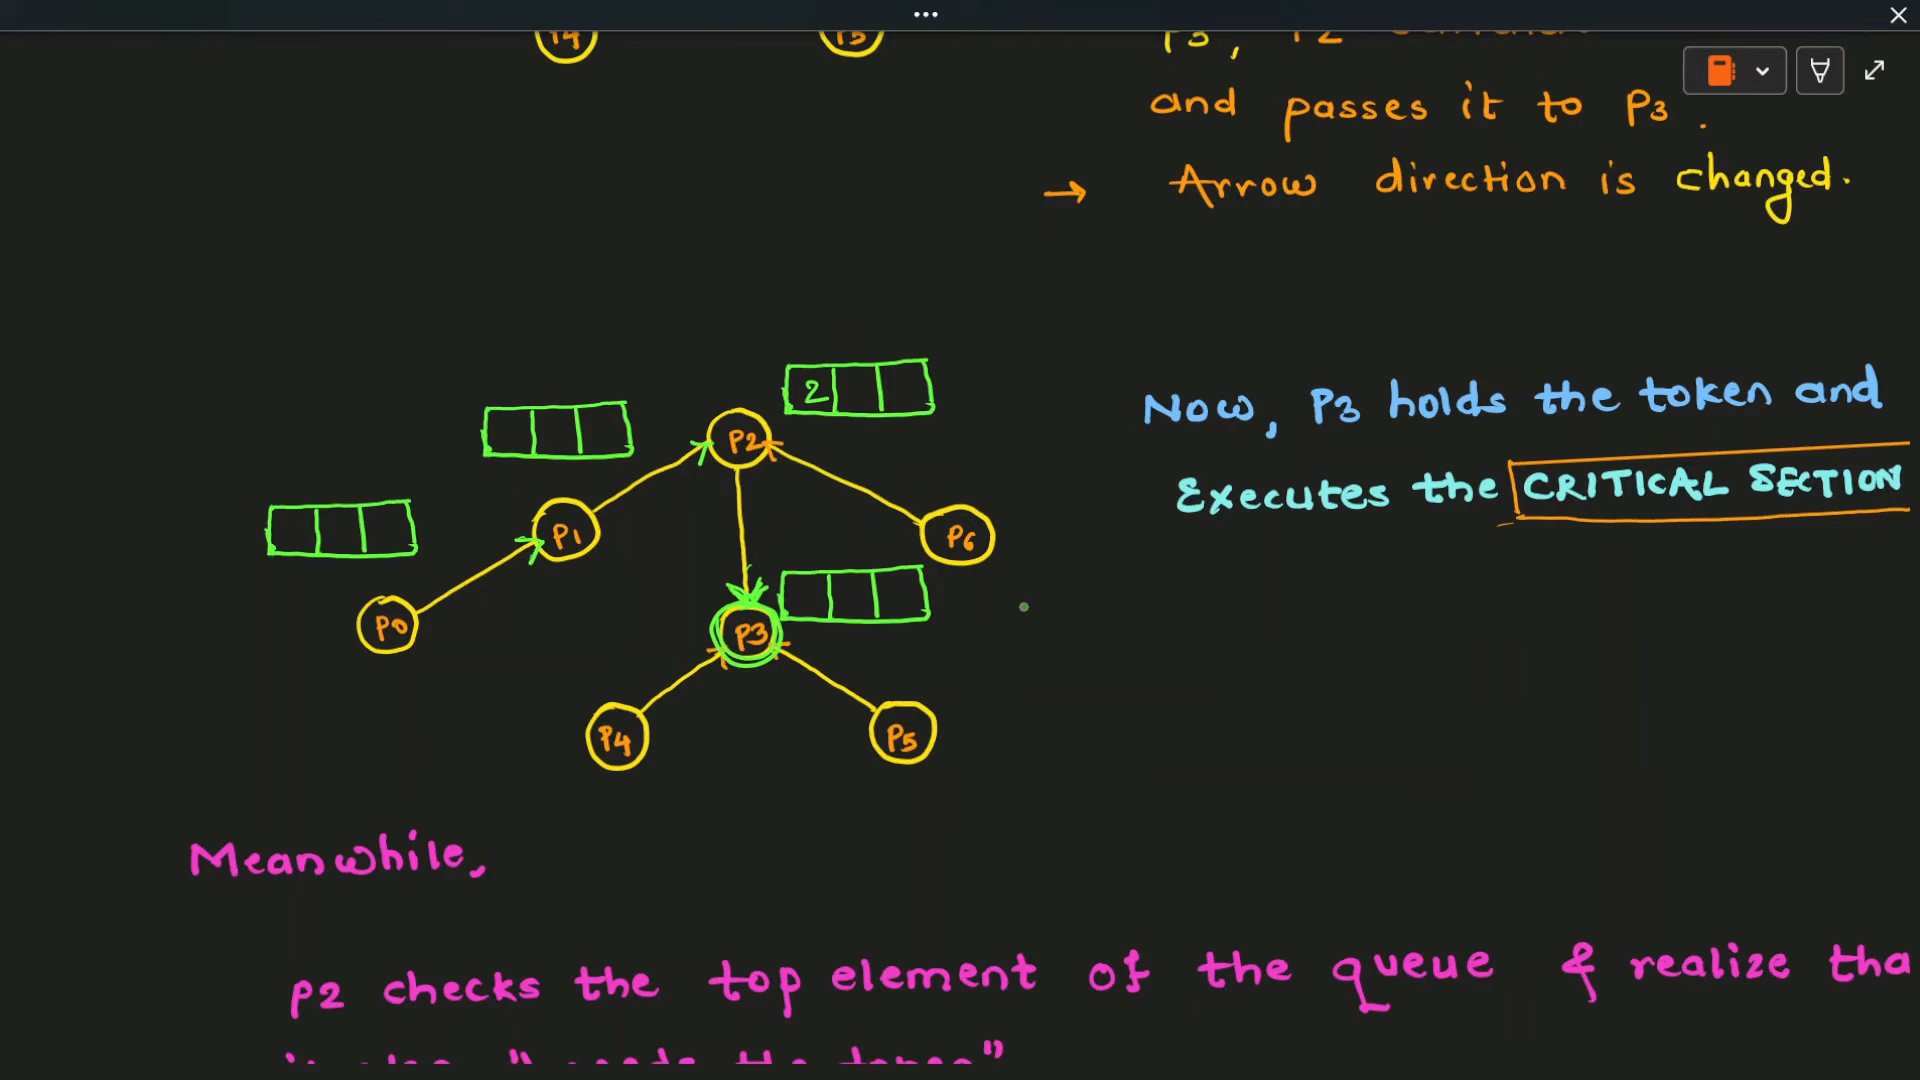 and passes it to P3.
→ Arrow direction is changed.
2
P2
P1
P6
P0
P3
P4
P5
Now, P3 holds the token and
Executes the CRITICAL SECTION
Meanwhile,
P2 checks the top element of the queue & realize